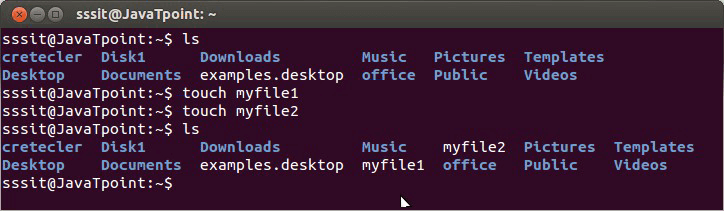 sssit@JavaTpoint: ~
sssit@JavaTpoint:~$ ls
cretecler  Disk1      Downloads         Music   Pictures  Templates
Desktop    Documents  examples.desktop  office  Public    Videos
sssit@JavaTpoint:~$ touch myfile1
sssit@JavaTpoint:~$ touch myfile2
sssit@JavaTpoint:~$ ls
cretecler  Disk1      Downloads         Music    myfile2  Pictures  Templates
Desktop    Documents  examples.desktop  myfile1  office   Public    Videos
sssit@JavaTpoint:~$